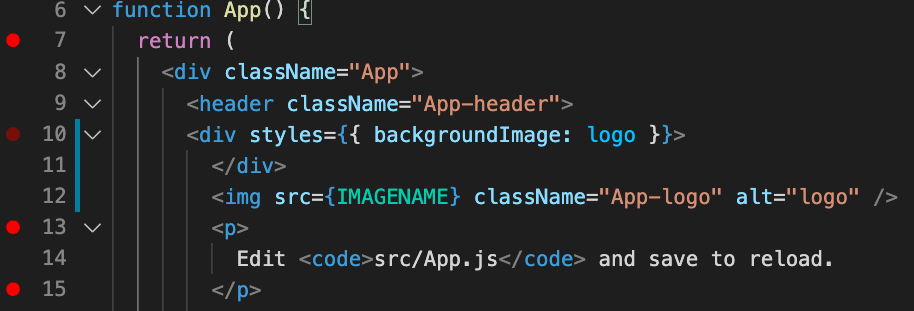 6 function App() {
7 return (
8 <div className="App">
9 <header className="App-header">
10 <div styles={{ backgroundImage: logo }}>
11 </div>
12 <img src={IMAGENAME} className="App-logo" alt="logo" />
13 <p>
14 Edit <code>src/App.js</code> and save to reload.
15 </p>